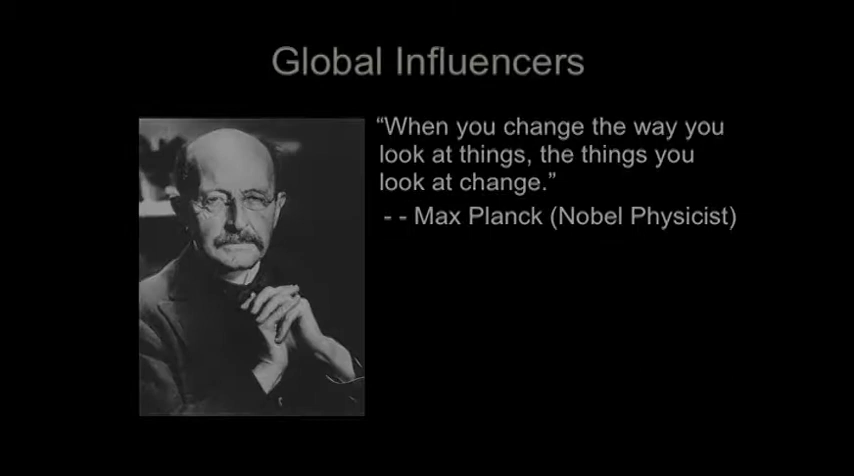 Global Influencers
“When you change the way you
look at things, the things you
look at change.”
- - Max Planck (Nobel Physicist)